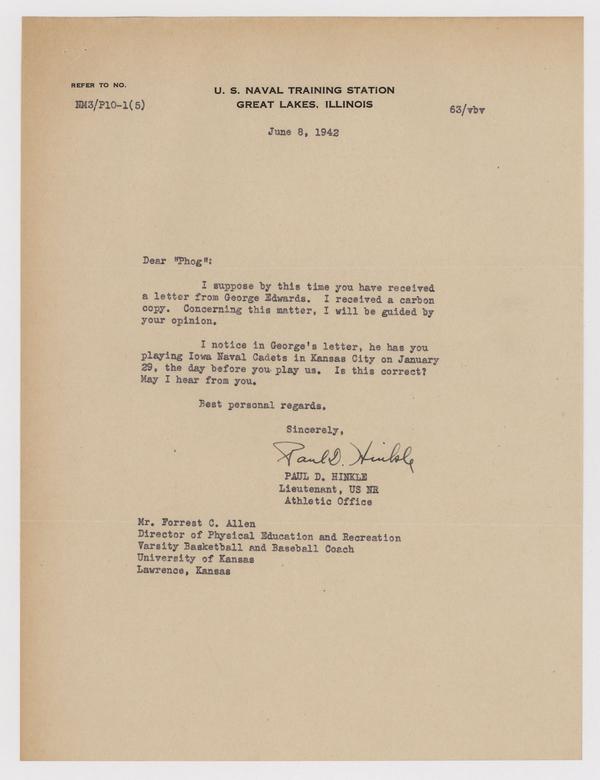 REFER TO NO.
NM3/P10-1(5)
U. S. NAVAL TRAINING STATION
GREAT LAKES, ILLINOIS
63/vbv
June 8, 1942
Dear "Phog":
I suppose by this time you have received
a letter from George Edwards. I received a carbon
copy. Concerning this matter, I will be guided by
your opinion.
I notice in George's letter, he has you
playing Iowa Naval Cadets in Kansas City on January
29, the day before you play us. Is this correct?
May I hear from you.
Best personal regards.
Sincerely,
Paul D. Hinkle
PAUL D. HINKLE
Lieutenant, US NR
Athletic Office
Mr. Forrest C. Allen
Director of Physical Education and Recreation
Varsity Basketball and Baseball Coach
University of Kansas
Lawrence, Kansas